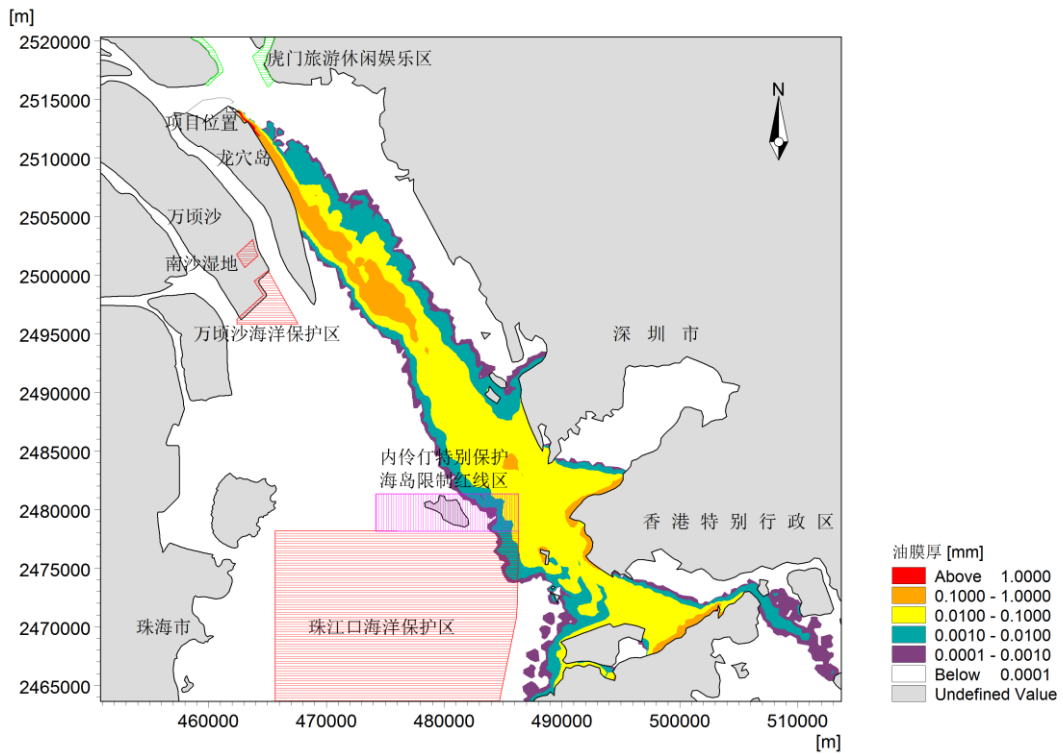 [m]
2520000
2515000
2510000
2505000
2500000
2495000
2490000
2485000
2480000
2475000
2470000
2465000
虎门旅游休闲娱乐区
N
项目位置
龙穴岛
万顷沙
南沙湿地
万顷沙海洋保护区
深圳市
内伶仃特别保护
海岛限制红线区
香港特别行政区
珠海市
珠江口海洋保护区
460000 470000 480000 490000 500000 510000
[m]
油膜厚 [mm]
Above 1.0000
0.1000 - 1.0000
0.0100 - 0.1000
0.0010 - 0.0100
0.0001 - 0.0010
Below 0.0001
Undefined Value